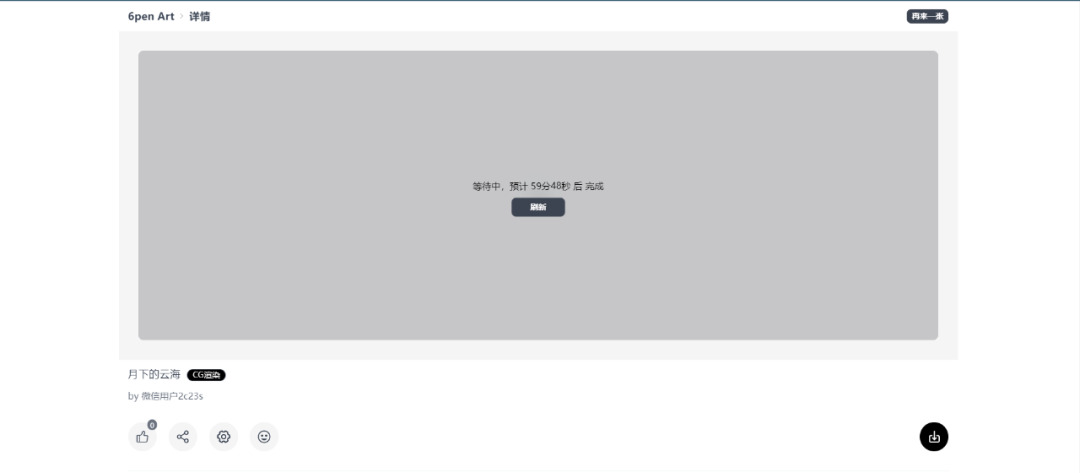 6pen Art › 详情
再来一张
等待中，预计 59分48秒 后 完成
刷新
月下的云海 CG渲染
by 微信用户2c23s
0